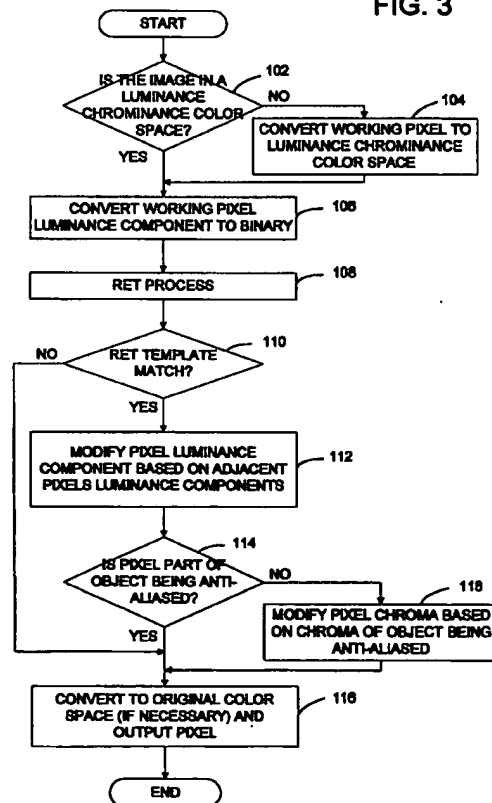 FIG. 3
START
IS THE IMAGE IN A
LUMINANCE
CHROMINANCE COLOR
SPACE?
102
NO
YES
104
CONVERT WORKING PIXEL TO
LUMINANCE CHROMINANCE
COLOR SPACE
CONVERT WORKING PIXEL
LUMINANCE COMPONENT TO BINARY
106
RET PROCESS
108
RET TEMPLATE
MATCH?
110
NO
YES
MODIFY PIXEL LUMINANCE
COMPONENT BASED ON ADJACENT
PIXELS LUMINANCE COMPONENTS
112
IS PIXEL PART OF
OBJECT BEING ANTI-
ALIASED?
114
NO
YES
118
MODIFY PIXEL CHROMA BASED
ON CHROMA OF OBJECT BEING
ANTI-ALIASED
CONVERT TO ORIGINAL COLOR
SPACE (IF NECESSARY) AND
OUTPUT PIXEL
116
END